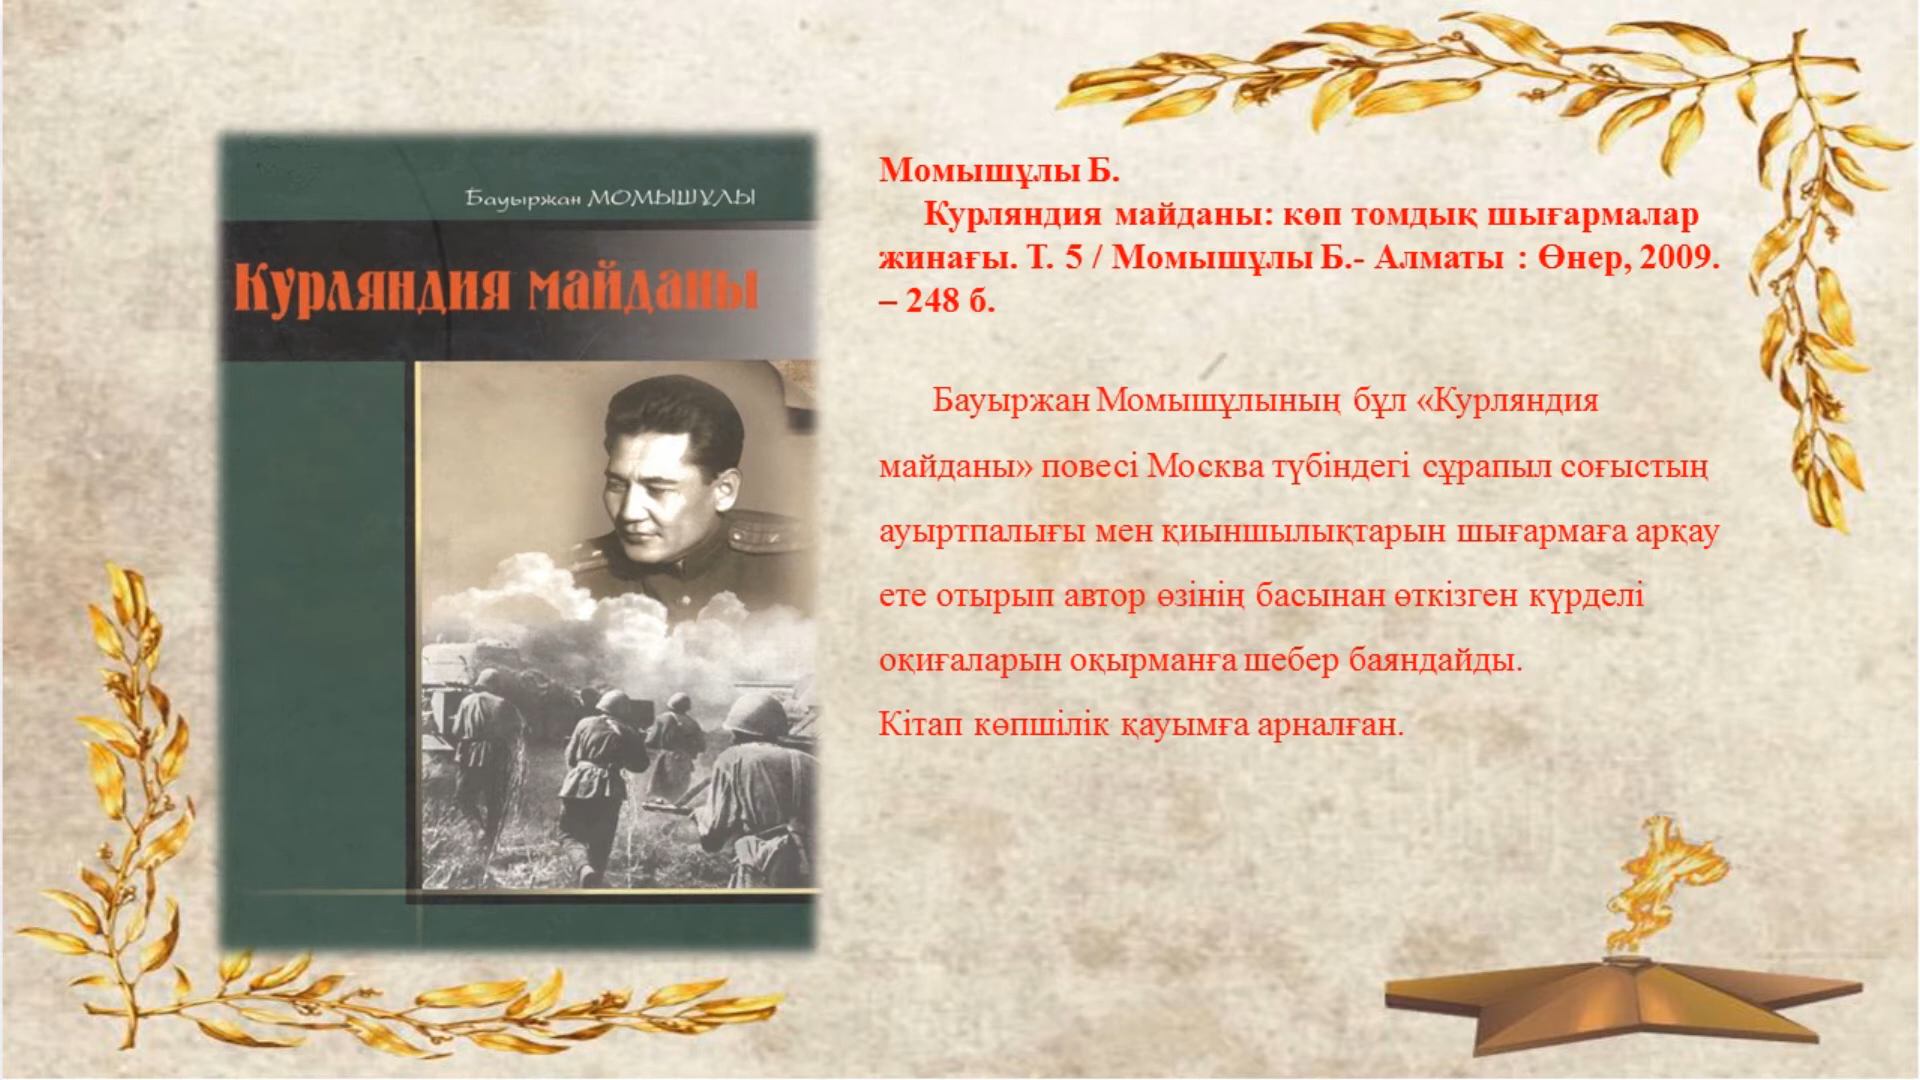 Бауыржан МОМЫШҰЛЫ
Курляндия майданы
Момышұлы Б.
Курляндия майданы: көп томдық шығармалар
жинағы. Т. 5 / Момышұлы Б.- Алматы : Өнер, 2009.
– 248 б.
Бауыржан Момышұлының бұл «Курляндия
майданы» повесі Москва түбіндегі сұрапыл соғыстың
ауыртпалығы мен қиыншылықтарын шығармаға арқау
ете отырып автор өзінің басынан өткізген күрделі
оқиғаларын оқырманға шебер баяндайды.
Кітап көпшілік қауымға арналған.